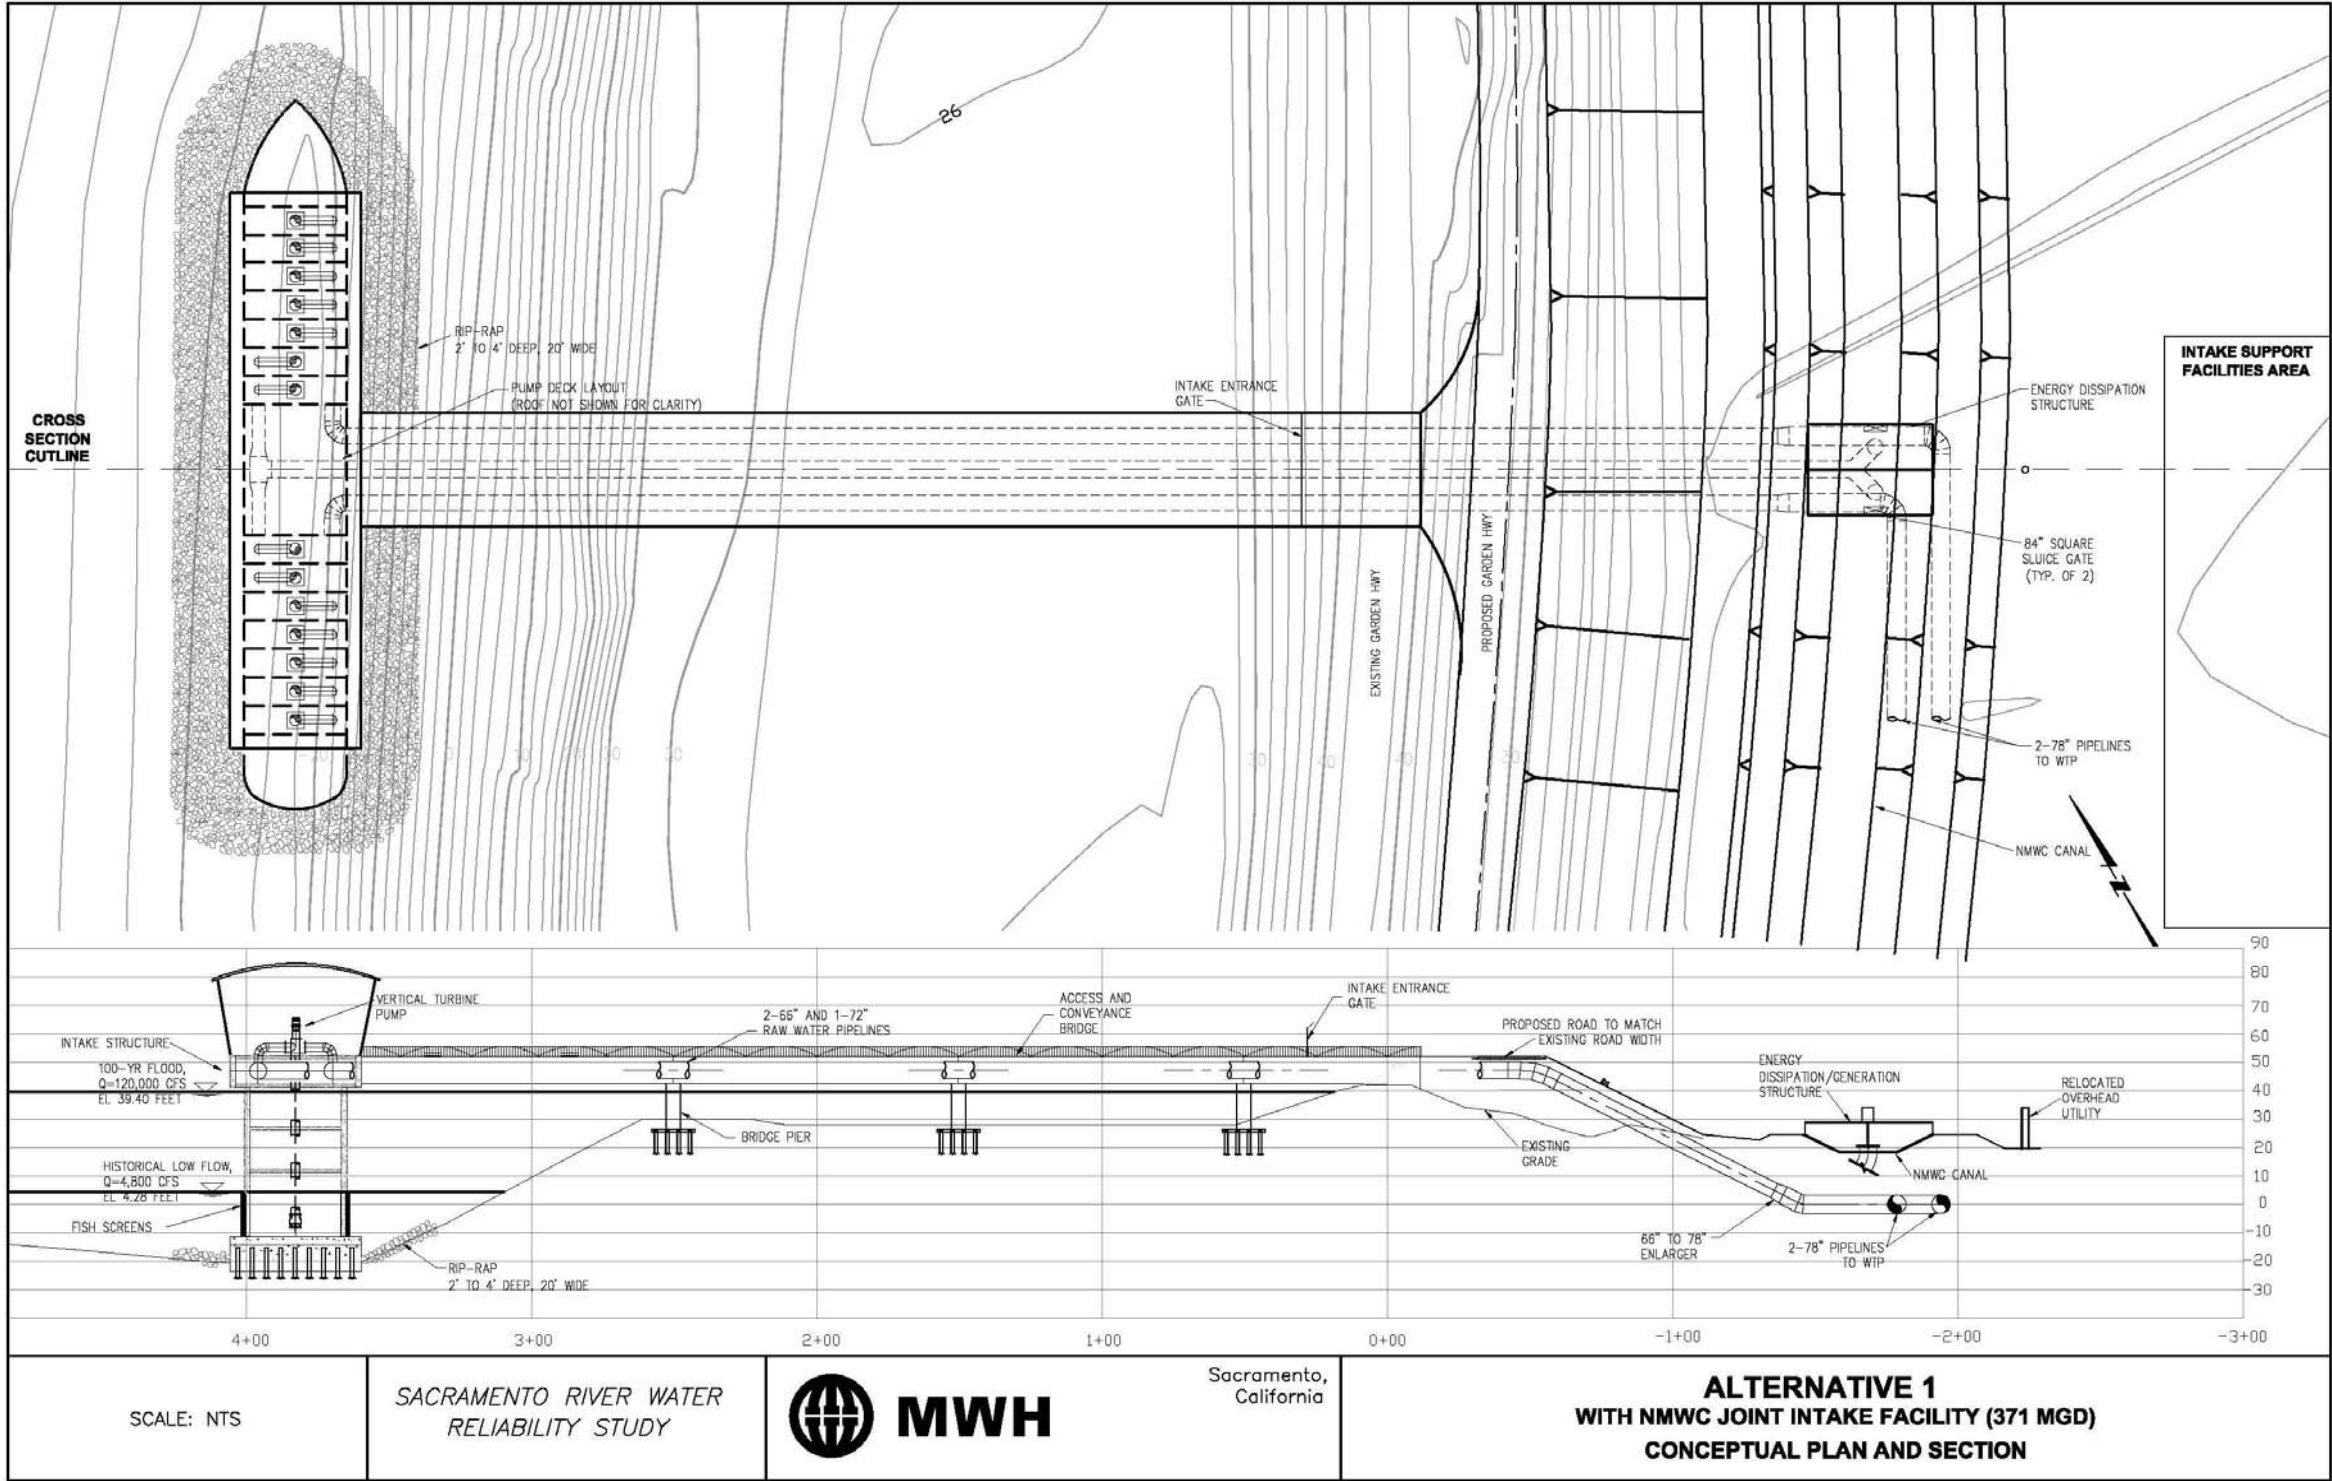 26
RIP-RAP
2' TO 4' DEEP, 20' WIDE
PUMP DECK LAYOUT
(ROOF NOT SHOWN FOR CLARITY)
INTAKE ENTRANCE
GATE
CROSS
SECTION
CUTLINE
INTAKE SUPPORT
FACILITIES AREA
ENERGY DISSIPATION
STRUCTURE
84" SQUARE
SLUICE GATE
(TYP. OF 2)
EXISTING GARDEN HWY
PROPOSED GARDEN HWY
2-78" PIPELINES
TO WTP
NMWC CANAL
VERTICAL TURBINE
PUMP
INTAKE STRUCTURE
100-YR FLOOD,
Q=120,000 CFS
EL 39.40 FEET
2-66" AND 1-72"
RAW WATER PIPELINES
ACCESS AND
CONVEYANCE
BRIDGE
INTAKE ENTRANCE
GATE
PROPOSED ROAD TO MATCH
EXISTING ROAD WIDTH
ENERGY
DISSIPATION/GENERATION
STRUCTURE
RELOCATED
OVERHEAD
UTILITY
BRIDGE PIER
EXISTING
GRADE
NMWC CANAL
HISTORICAL LOW FLOW,
Q=4,800 CFS
EL 4.28 FEET
FISH SCREENS
RIP-RAP
2' TO 4' DEEP, 20' WIDE
66" TO 78"
ENLARGER
2-78" PIPELINES
TO WTP
90
80
70
60
50
40
30
20
10
0
-10
-20
-30
4+00
3+00
2+00
1+00
0+00
-1+00
-2+00
-3+00
SCALE: NTS
SACRAMENTO RIVER WATER
RELIABILITY STUDY
MWH
Sacramento,
California
ALTERNATIVE 1
WITH NMWC JOINT INTAKE FACILITY (371 MGD)
CONCEPTUAL PLAN AND SECTION